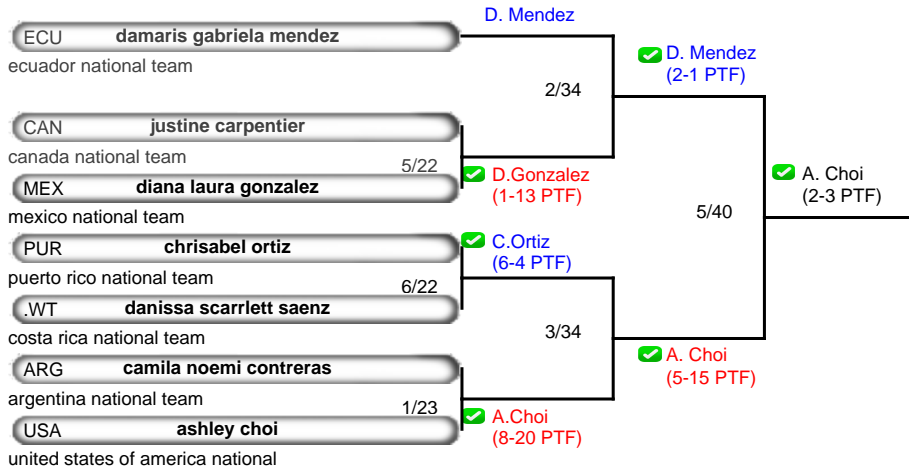 D. Mendez
ECU damaris gabriela mendez
ecuador national team
D. Mendez
(2-1 PTF)
2/34
CAN justine carpentier
canada national team
5/22
MEX diana laura gonzalez
mexico national team
D.Gonzalez
(1-13 PTF)
A. Choi
(2-3 PTF)
5/40
PUR chrisabel ortiz
puerto rico national team
C.Ortiz
(6-4 PTF)
6/22
.WT danissa scarrlett saenz
costa rica national team
3/34
ARG camila noemi contreras
argentina national team
A. Choi
(5-15 PTF)
1/23
USA ashley choi
united states of america national
A.Choi
(8-20 PTF)